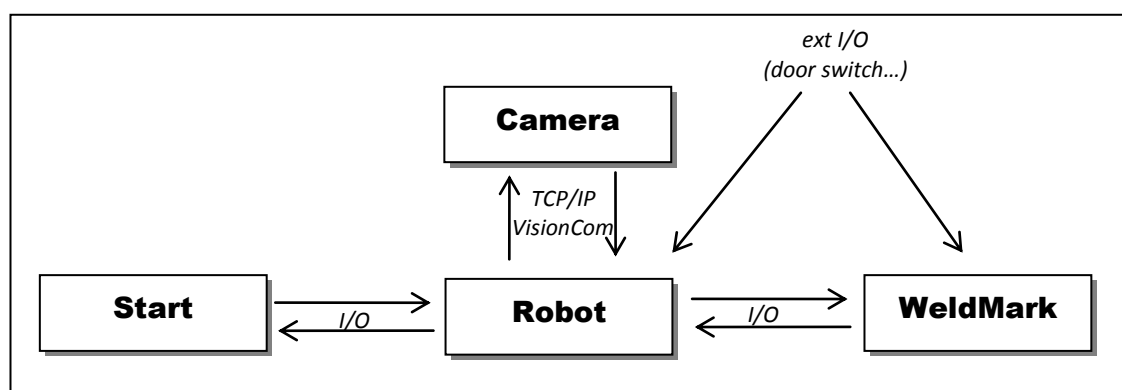 ext I/O
(door switch...)
Camera
TCP/IP
VisionCom
Start
I/O
Robot
I/O
WeldMark